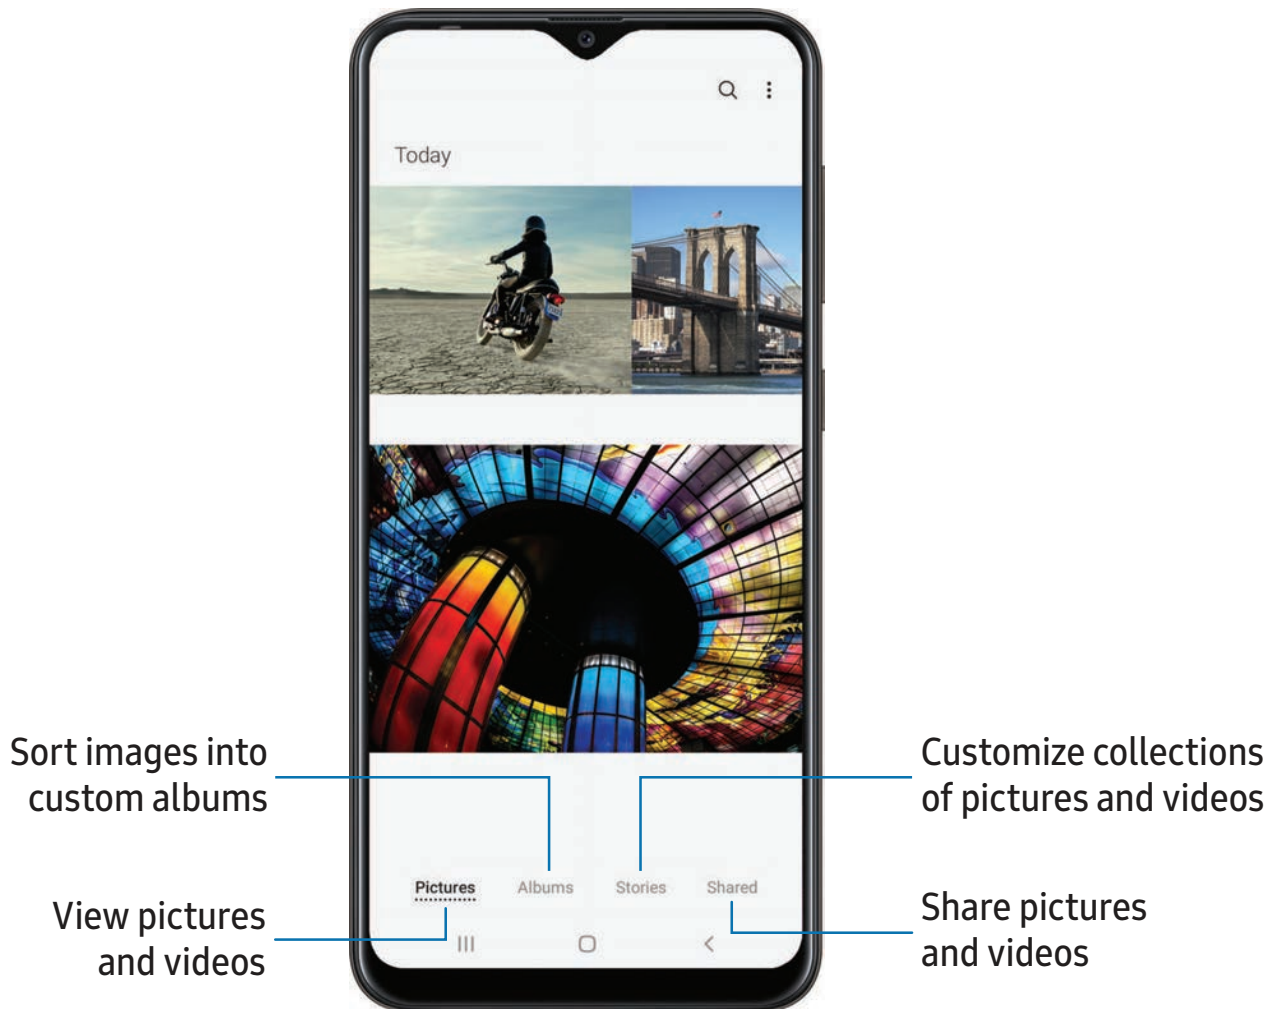 Today
Sort images into
custom albums
Customize collections
of pictures and videos
Pictures
Albums
Stories
Shared
View pictures
and videos
Share pictures
and videos